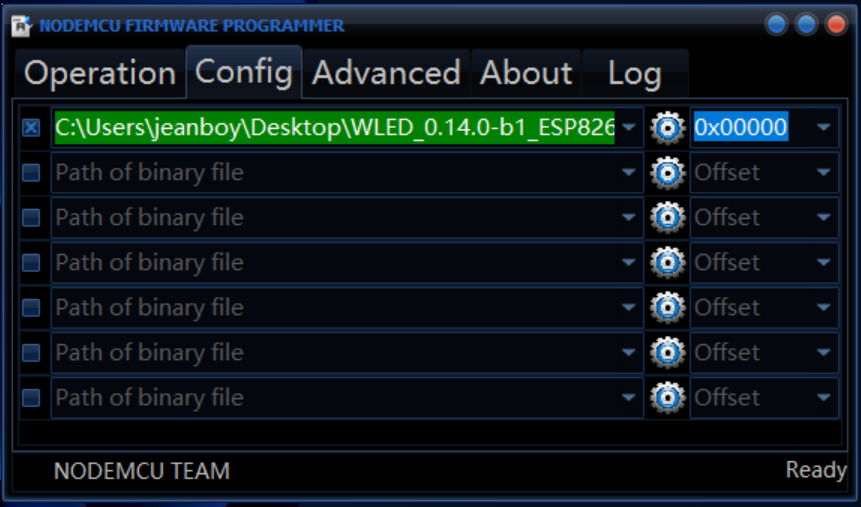 NODEMCU FIRMWARE PROGRAMMER
Operation Config Advanced About Log
C:\Users\jeanboy\Desktop\WLED_0.14.0-b1_ESP826 0x00000
Path of binary file Offset
Path of binary file Offset
Path of binary file Offset
Path of binary file Offset
Path of binary file Offset
Path of binary file Offset
NODEMCU TEAM Ready